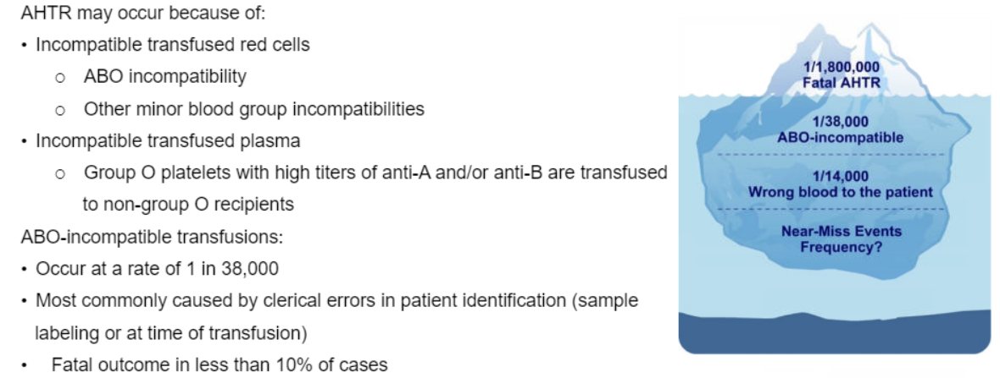 AHTR may occur because of:
• Incompatible transfused red cells
o ABO incompatibility
o Other minor blood group incompatibilities
• Incompatible transfused plasma
o Group O platelets with high titers of anti-A and/or anti-B are transfused
to non-group O recipients
ABO-incompatible transfusions:
• Occur at a rate of 1 in 38,000
• Most commonly caused by clerical errors in patient identification (sample
labeling or at time of transfusion)
• Fatal outcome in less than 10% of cases
1/1,800,000
Fatal AHTR
1/38,000
ABO-incompatible
1/14,000
Wrong blood to the patient
Near-Miss Events
Frequency?